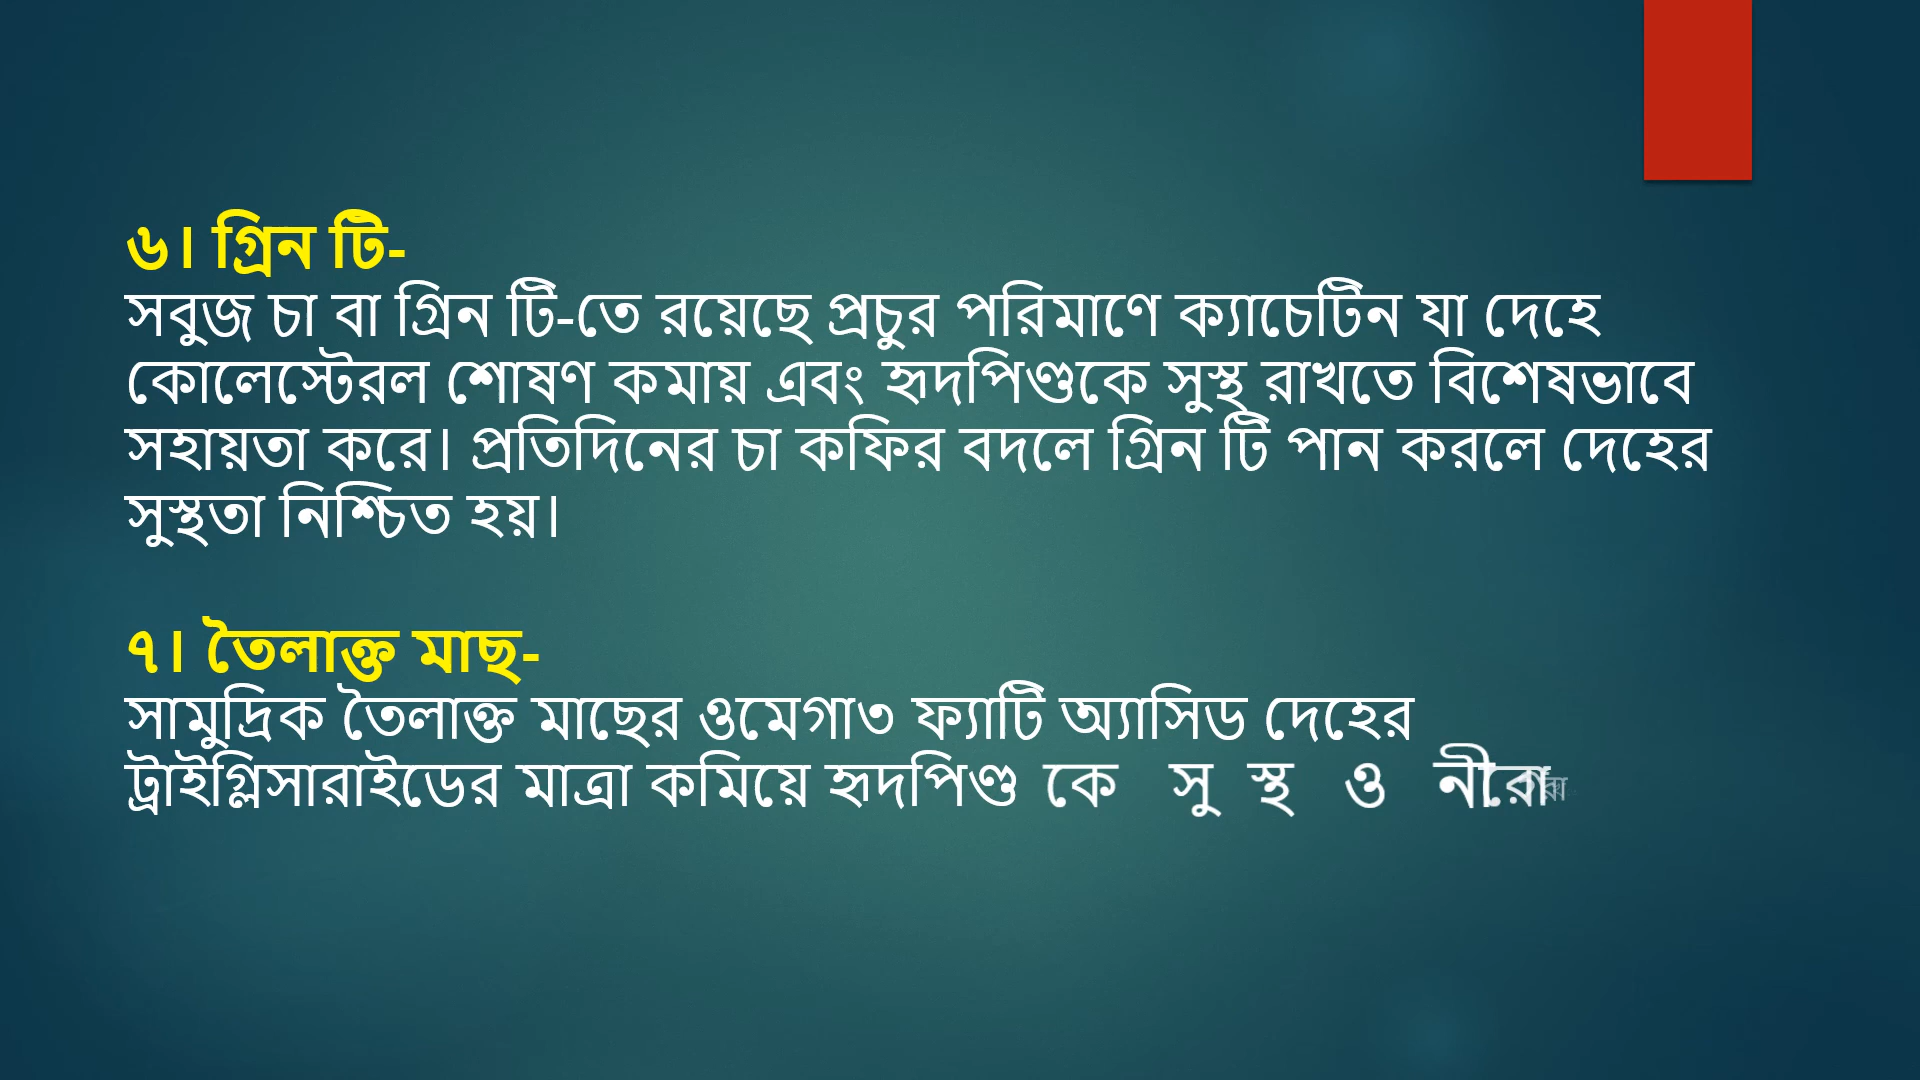 ৬। গ্রিন টি-
সবুজ চা বা গ্রিন টি-তে রয়েছে প্রচুর পরিমাণে ক্যাচেটিন যা দেহে
কোলেস্টেরল শোষণ কমায় এবং হৃদপিণ্ডকে সুস্থ রাখতে বিশেষভাবে
সহায়তা করে। প্রতিদিনের চা কফির বদলে গ্রিন টি পান করলে দেহের
সুস্থতা নিশ্চিত হয়।
৭। তৈলাক্ত মাছ-
সামুদ্রিক তৈলাক্ত মাছের ওমেগা৩ ফ্যাটি অ্যাসিড দেহের
ট্রাইগ্লিসারাইডের মাত্রা কমিয়ে হৃদপিণ্ড কে সু স্থ ও